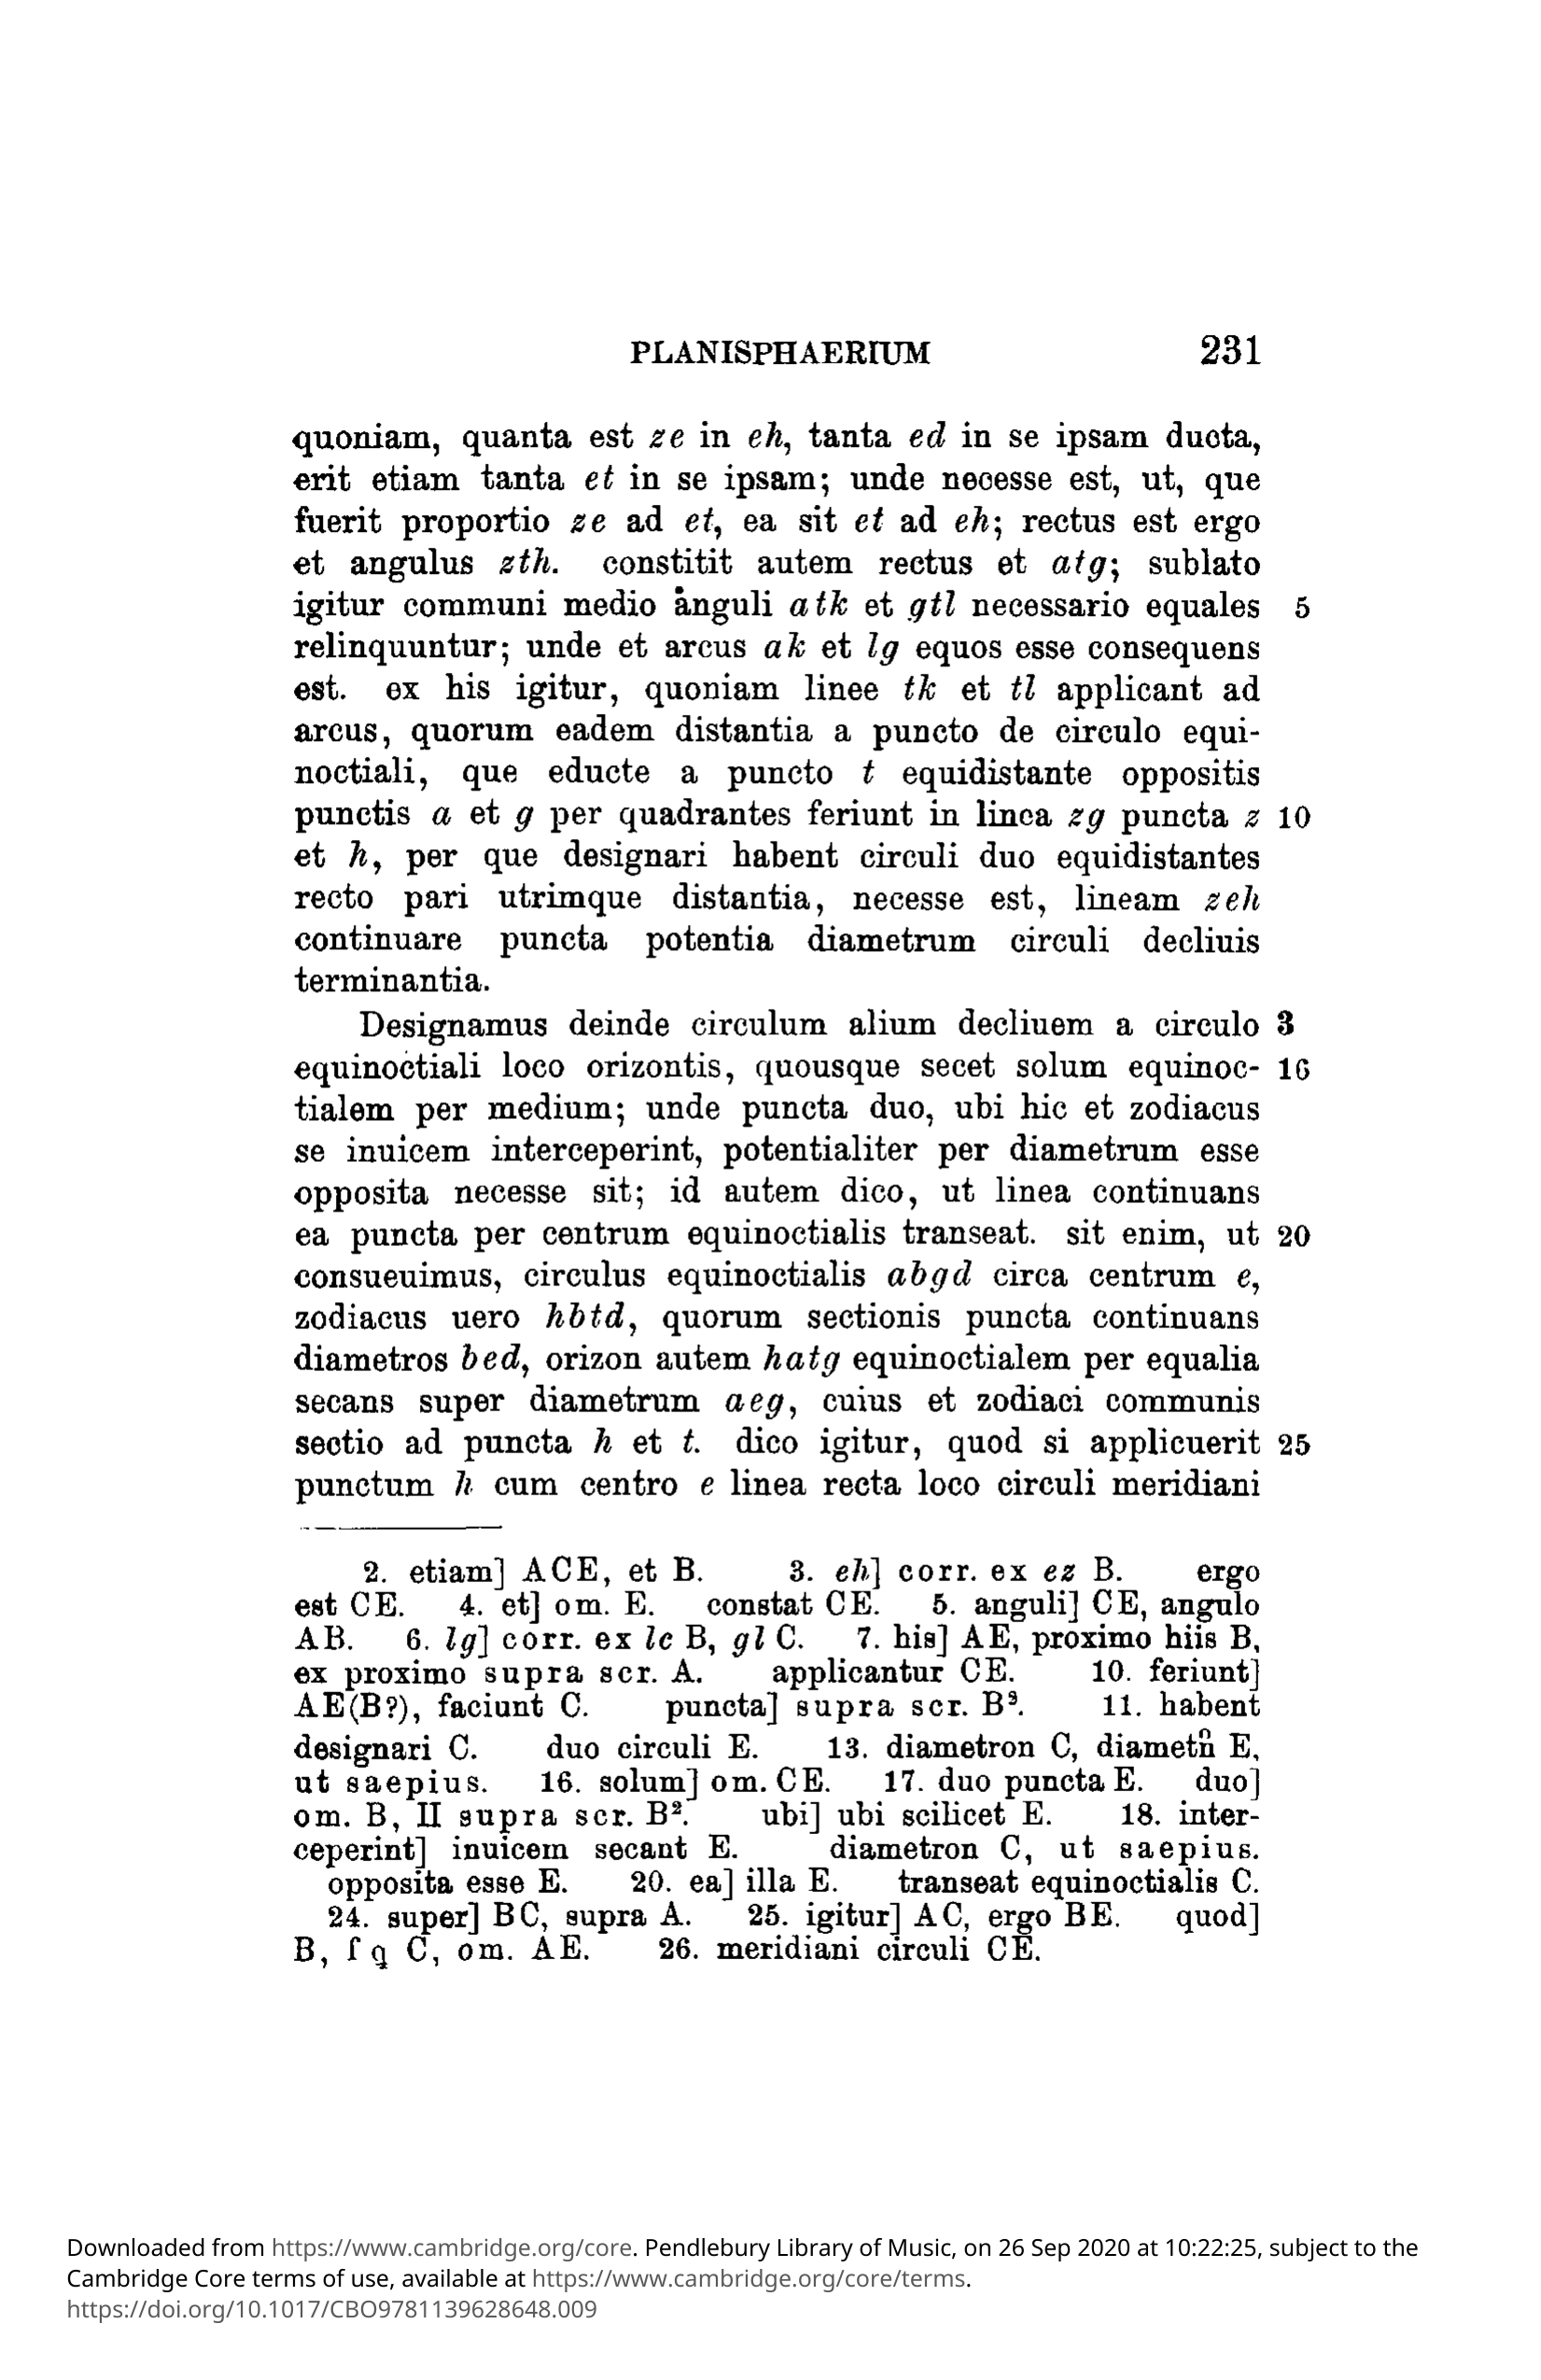 PLANISPHAERIUM 231
quoniam, quanta est ze in eh, tanta ed in se ipsam ducta,
erit etiam tanta et in se ipsam; unde necesse est, ut, que
fuerit proportio ze ad et, ea sit et ad eh; rectus est ergo
et angulus zth. constitit autem rectus et atg; sublato
igitur communi medio anguli atk et gtl necessario equales 5
relinquuntur; unde et arcus ak et lg equos esse consequens
est. ex his igitur, quoniam linee tk et tl applicant ad
arcus, quorum eadem distantia a puncto de circulo equi-
noctiali, que educte a puncto t equidistante oppositis
punctis a et g per quadrantes feriunt in linea zg puncta z 10
et h, per que designari habent circuli duo equidistantes
recto pari utrimque distantia, necesse est, lineam zeh
continuare puncta potentia diametrum circuli decliuis
terminantia.
Designamus deinde circulum alium decliuem a circulo 3
equinoctiali loco orizontis, quousque secet solum equinoc- 16
tialem per medium; unde puncta duo, ubi hic et zodiacus
se inuicem interceperint, potentialiter per diametrum esse
opposita necesse sit; id autem dico, ut linea continuans
ea puncta per centrum equinoctialis transeat. sit enim, ut 20
consueuimus, circulus equinoctialis abgd circa centrum e,
zodiacus uero hbtd, quorum sectionis puncta continuans
diametros bed, orizon autem hatg equinoctialem per equalia
secans super diametrum aeg, cuius et zodiaci communis
sectio ad puncta h et t. dico igitur, quod si applicuerit 25
punctum h cum centro e linea recta loco circuli meridiani
2. etiam] ACE, et B. 3. eh] corr. ex ez B. ergo
est CE. 4. et] om. E. constat CE. 5. anguli] CE, angulo
AB. 6. lg] corr. ex lc B, gl C. 7. his] AE, proximo hiis B,
ex proximo supra scr. A. applicantur CE. 10. feriunt]
AE(B?), faciunt C. puncta] supra scr. B³. 11. habent
designari C. duo circuli E. 13. diametron C, diametn̂ E,
ut saepius. 16. solum] om. CE. 17. duo puncta E. duo]
om. B, II supra scr. B². ubi] ubi scilicet E. 18. inter-
ceperint] inuicem secant E. diametron C, ut saepius.
opposita esse E. 20. ea] illa E. transeat equinoctialis C.
24. super] BC, supra A. 25. igitur] AC, ergo BE. quod]
B, ſ q C, om. AE. 26. meridiani circuli CE.
Downloaded from https://www.cambridge.org/core. Pendlebury Library of Music, on 26 Sep 2020 at 10:22:25, subject to the
Cambridge Core terms of use, available at https://www.cambridge.org/core/terms.
https://doi.org/10.1017/CBO9781139628648.009